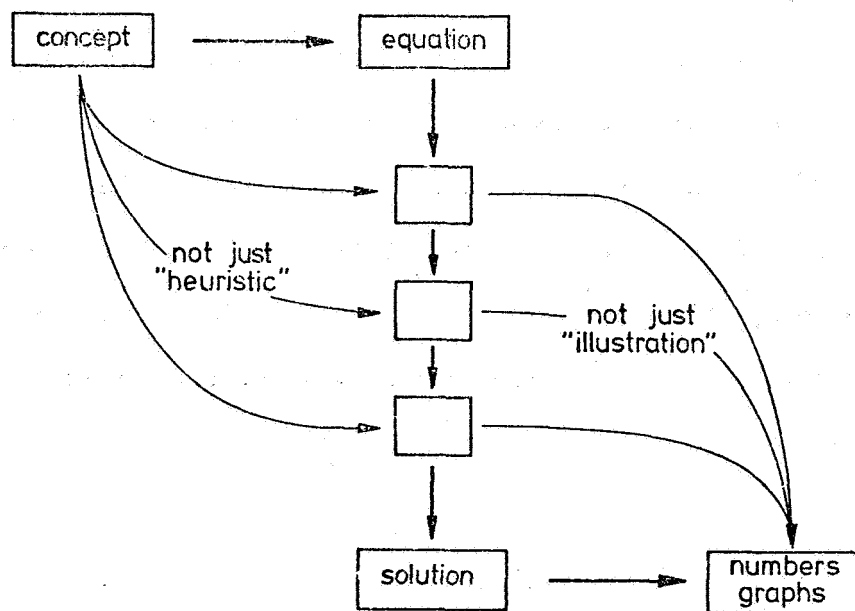 concept
equation
not just
"heuristic"
not just
"illustration"
solution
numbers
graphs